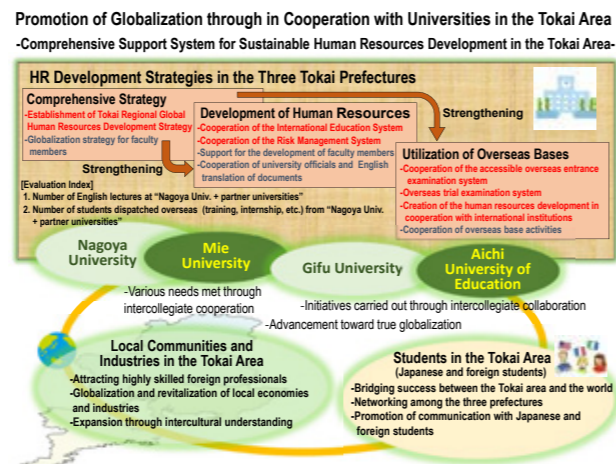 Promotion of Globalization through in Cooperation with Universities in the Tokai Area
-Comprehensive Support System for Sustainable Human Resources Development in the Tokai Area-
HR Development Strategies in the Three Tokai Prefectures
Comprehensive Strategy
-Establishment of Tokai Regional Global
Human Resources Development Strategy
-Globalization strategy for faculty
members
Strengthening
Development of Human Resources
-Cooperation of the International Education System
-Cooperation of the Risk Management System
-Support for the development of faculty members
-Cooperation of university officials and English
translation of documents
Strengthening
Utilization of Overseas Bases
-Cooperation of the accessible overseas entrance
examination system
-Overseas trial examination system
-Creation of the human resources development in
cooperation with international institutions
-Cooperation of overseas base activities
[Evaluation Index]
1. Number of English lectures at "Nagoya Univ. + partner universities"
2. Number of students dispatched overseas (training, internship, etc.) from "Nagoya Univ.
+ partner universities"
Nagoya
University
Mie
University
Gifu University
Aichi
University of
Education
-Various needs met through
intercollegiate cooperation
-Initiatives carried out through intercollegiate collaboration
-Advancement toward true globalization
Local Communities and
Industries in the Tokai Area
-Attracting highly skilled foreign professionals
-Globalization and revitalization of local economies
and industries
-Expansion through intercultural understanding
Students in the Tokai Area
(Japanese and foreign students)
-Bridging success between the Tokai area and the world
-Networking among the three prefectures
-Promotion of communication with Japanese and
foreign students